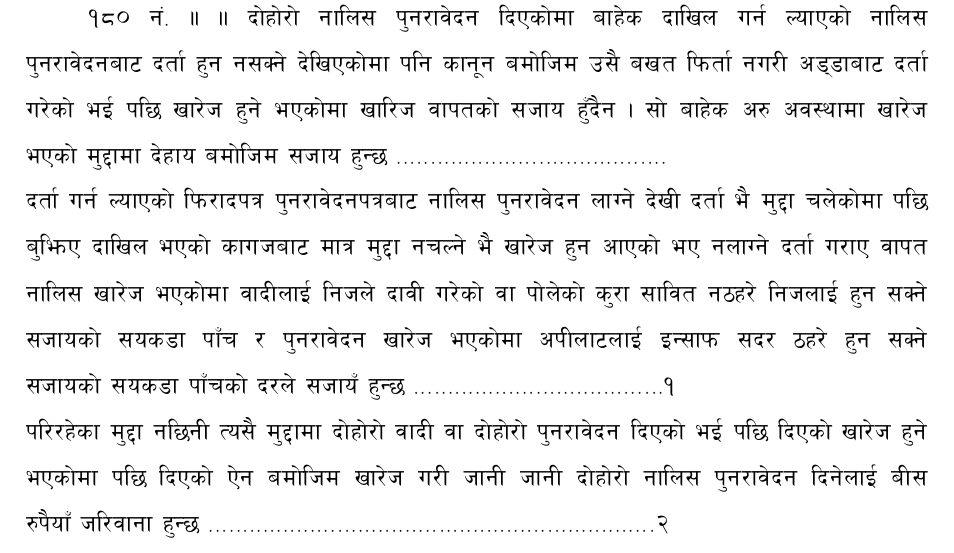 १८० नं. ॥ ॥ दोहोरो नालिस पुनरावेदन दिएकोमा बाहेक दाखिल गर्न ल्याएको नालिस
पुनरावेदनबाट दर्ता हुन नसक्ने देखिएकोमा पनि कानून बमोजिम उसै बखत फिर्ता नगरी अड्डाबाट दर्ता
गरेको भई पछि खारेज हुने भएकोमा खारिज वापतको सजाय हुँदैन । सो बाहेक अरु अवस्थामा खारेज
भएको मुद्दामा देहाय बमोजिम सजाय हुन्छ ........................................
दर्ता गर्न ल्याएको फिरादपत्र पुनरावेदनपत्रबाट नालिस पुनरावेदन लाग्ने देखी दर्ता भै मुद्दा चलेकोमा पछि
बुझिए दाखिल भएको कागजबाट मात्र मुद्दा नचल्ने भै खारेज हुन आएको भए नलाग्ने दर्ता गराए वापत
नालिस खारेज भएकोमा वादीलाई निजले दावी गरेको वा पोलेको कुरा सावित नठहरे निजलाई हुन सक्ने
सजायको सयकडा पाँच र पुनरावेदन खारेज भएकोमा अपीलाटलाई इन्साफ सदर ठहरे हुन सक्ने
सजायको सयकडा पाँचको दरले सजायँ हुन्छ .....................................१
परिरहेका मुद्दा नछिनी त्यसै मुद्दामा दोहोरो वादी वा दोहोरो पुनरावेदन दिएको भई पछि दिएको खारेज हुने
भएकोमा पछि दिएको ऐन बमोजिम खारेज गरी जानी जानी दोहोरो नालिस पुनरावेदन दिनेलाई बीस
रुपैयाँ जरिवाना हुन्छ ..................................................................२